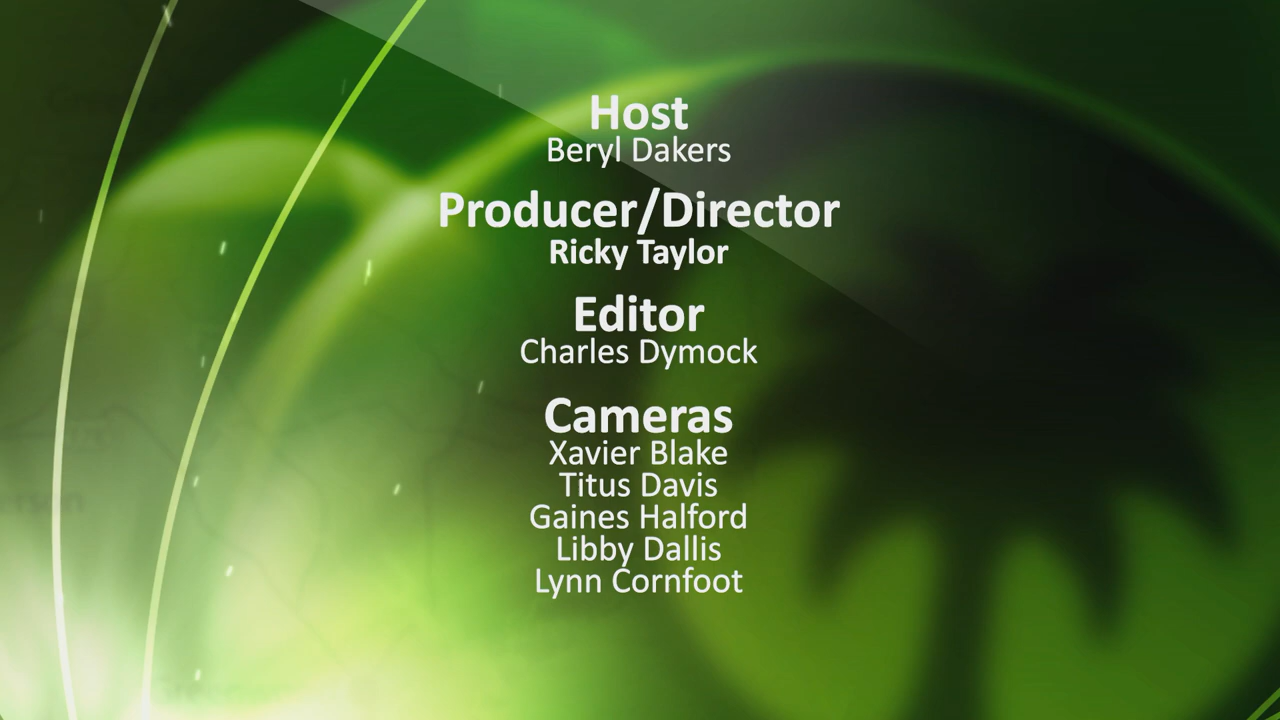 Host
Beryl Dakers
Producer/Director
Ricky Taylor
Editor
Charles Dymock
Cameras
Xavier Blake
Titus Davis
Gaines Halford
Libby Dallis
Lynn Cornfoot